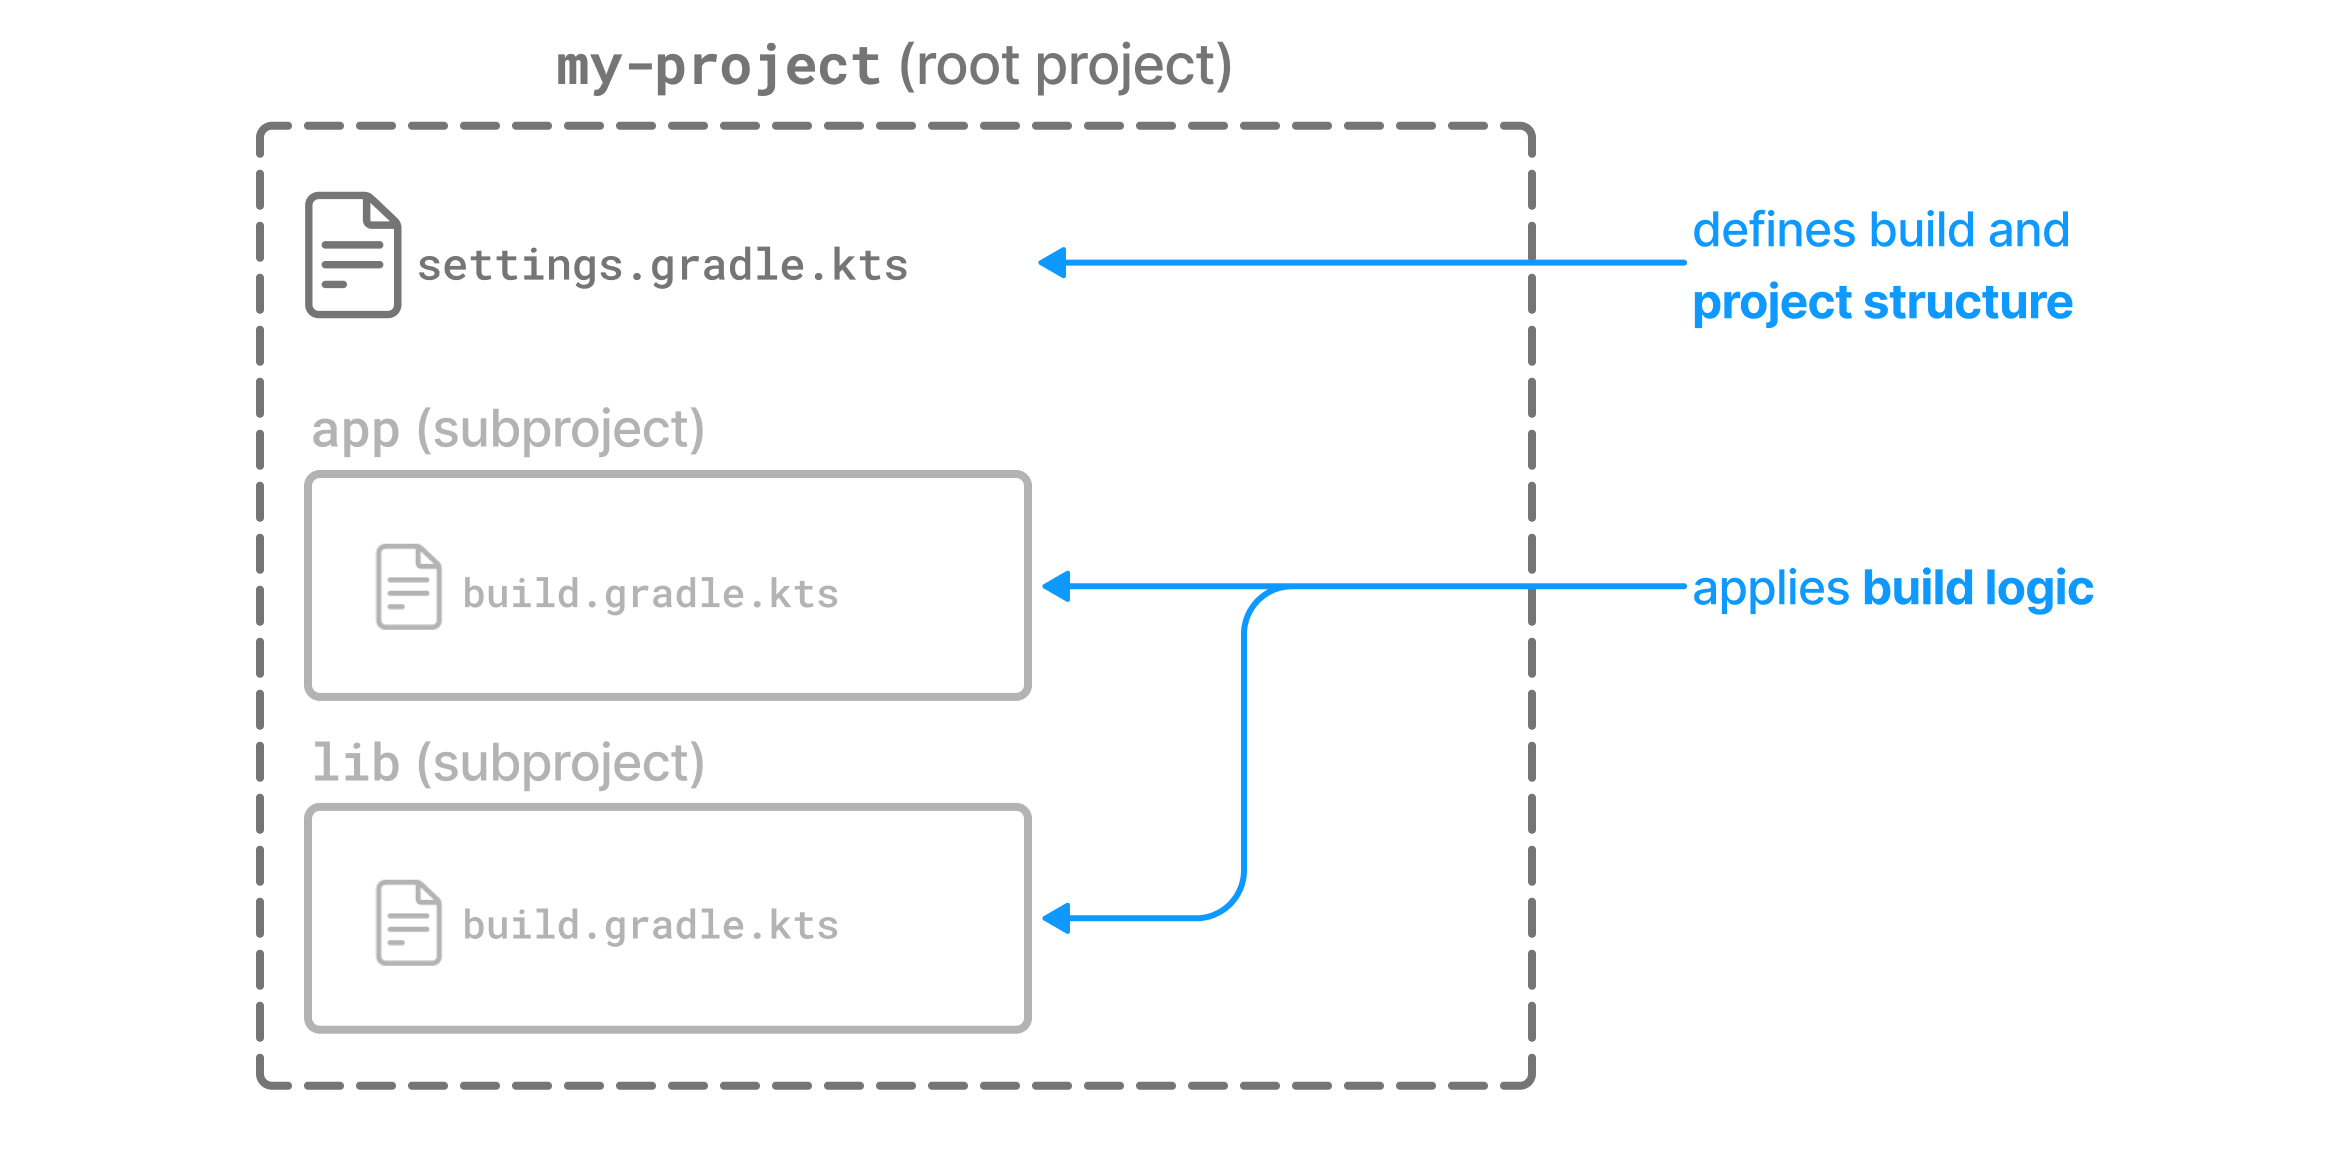 my-project (root project)
settings.gradle.kts
defines build and
project structure
app (subproject)
build.gradle.kts
applies build logic
lib (subproject)
build.gradle.kts